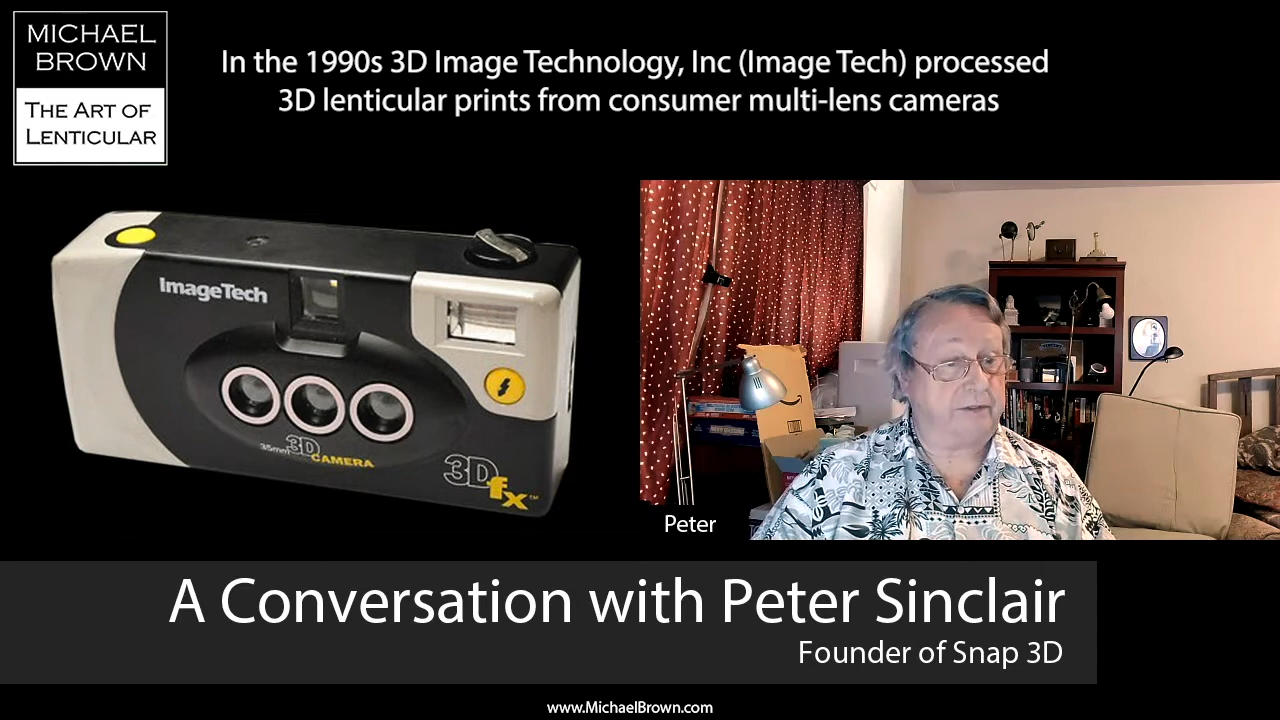 MICHAEL
BROWN
THE ART OF
LENTICULAR
In the 1990s 3D Image Technology, Inc (Image Tech) processed
3D lenticular prints from consumer multi-lens cameras
ImageTech
35mm 3D CAMERA
3D fx™
Peter
A Conversation with Peter Sinclair
Founder of Snap 3D
www.MichaelBrown.com